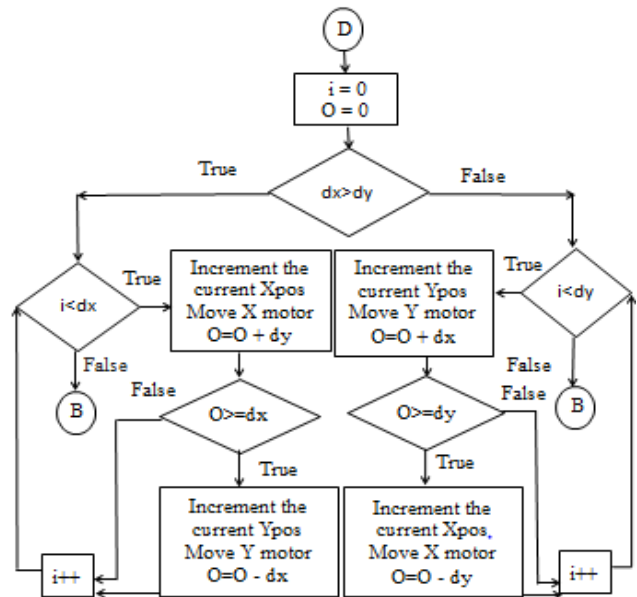 D
i = 0
O = 0
True
dx>dy
False
i<dx
True
Increment the
current Xpos
Move X motor
O=O + dy
Increment the
current Ypos
Move Y motor
O=O + dx
True
i<dy
False
B
False
O>=dx
True
O>=dy
False
False
True
B
Increment the
current Ypos
Move Y motor
O=O - dx
Increment the
current Xpos.
Move X motor
O=O - dy
i++
i++